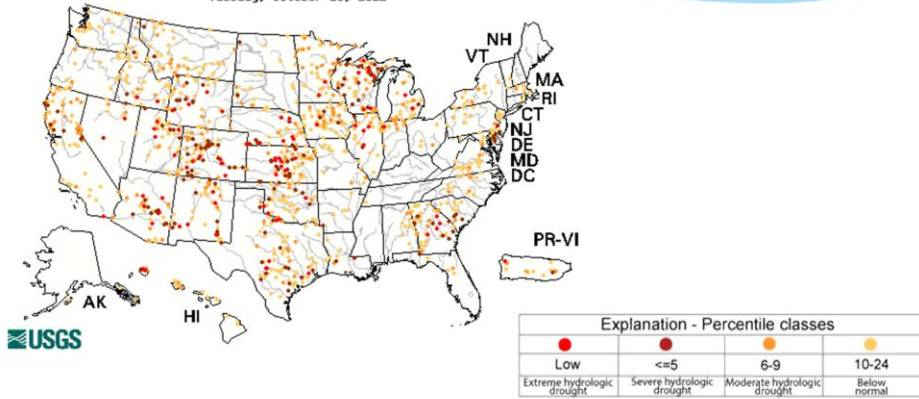 NH
VT
MA
RI
CT
NJ
DE
MD
DC
PR-VI
AK
HI
USGS
Explanation - Percentile classes
Low <=5 6-9 10-24
Extreme hydrologic drought Severe hydrologic drought Moderate hydrologic drought Below normal